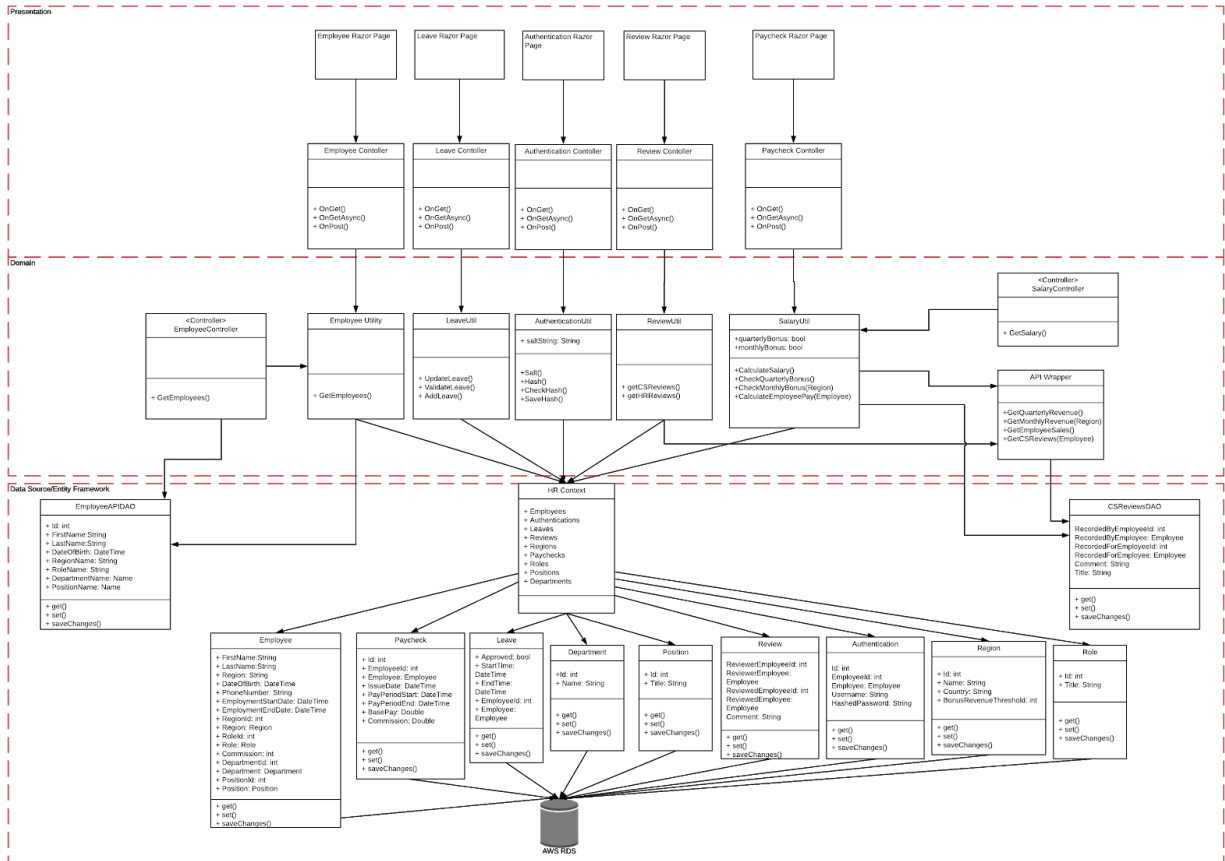 Presentation
Employee Razor Page
Leave Razor Page
Authentication Razor
Page
Review Razor Page
Paycheck Razor Page
Employee Contoller
+ OnGet()
+ OnGetAsync()
+ OnPost()
Leave Contoller
+ OnGet()
+ OnGetAsync()
+ OnPost()
Authentication Contoller
+ OnGet()
+ OnGetAsync()
+ OnPost()
Review Contoller
+ OnGet()
+ OnGetAsync()
+ OnPost()
Paycheck Contoller
+ OnGet()
+ OnGetAsync()
+ OnPost()
Domain
<Controller>
EmployeeController
+ GetEmployees()
Employee Utility
+ GetEmployees()
LeaveUtil
+ UpdateLeave()
+ ValidateLeave()
+ AddLeave()
AuthenticationUtil
+ saltString: String
+Salt()
+Hash()
+CheckHash()
+SaveHash()
ReviewUtil
+ getCSReviews()
+ getHRReviews()
SalaryUtil
+quarterlyBonus: bool
+monthlyBonus: bool
+CalculateSalary()
+CheckQuarterlyBonus()
+CheckMonthlyBonus(Region)
+CalculateEmployeePay(Employee)
<Controller>
SalaryController
+ GetSalary()
API Wrapper
+GetQuarterlyRevenue()
+GetMonthlyRevenue(Region)
+GetEmployeeSales()
+GetCSReviews(Employee)
Data Source/Entity Framework
EmployeeAPIDAO
+ Id: int
+ FirstName:String
+ LastName:String
+ DateOfBirth: DateTime
+ RegionName: String
+ RoleName: String
+ DepartmentName: Name
+ PositionName: Name
+ get()
+ set()
+ saveChanges()
HR Context
+ Employees
+ Authentications
+ Leaves
+ Reviews
+ Regions
+ Paychecks
+ Roles
+ Positions
+ Departments
CSReviewsDAO
RecordedByEmployeeId: int
RecordedByEmployee: Employee
RecordedForEmployeeId: int
RecordedForEmployee: Employee
Comment: String
Title: String
+ get()
+ set()
+ saveChanges()
Employee
+ FirstName:String
+ LastName:String
+ Region: String
+ DateOfBirth: DateTime
+ PhoneNumber: String
+ EmploymentStartDate: DateTime
+ EmploymentEndDate: DateTime
+ RegionId: int
+ Region: Region
+ RoleId: int
+ Role: Role
+ Commission: int
+ DepartmentId: int
+ Department: Department
+ PositionId: int
+ Position: Position
+ get()
+ set()
+ saveChanges()
Paycheck
+ Id: int
+ EmployeeId: int
+ Employee: Employee
+ IssueDate: DateTime
+ PayPeriodStart: DateTime
+ PayPeriodEnd: DateTime
+ BasePay: Double
+ Commission: Double
+ get()
+ set()
+ saveChanges()
Leave
+ Approved: bool
+ StartTime:
DateTime
+ EndTime:
DateTime
+ EmployeeId: int
+ Employee:
Employee
+ get()
+ set()
+ saveChanges()
Department
+Id: int
+ Name: String
+ get()
+ set()
+ saveChanges()
Position
+ Id: int
+ Title: String
+ get()
+ set()
+ saveChanges()
Review
ReviewerEmployeeId: int
ReviewerEmployee:
Employee
ReviewedEmployeeId: int
ReviewedEmployee:
Employee
Comment: String
+ get()
+ set()
+ saveChanges()
Authentication
Id: int
EmployeeId: int
Employee: Employee
Username: String
HashedPassword: String
+ get()
+ set()
+ saveChanges()
Region
+ Id: int
+ Name: String
+ Country: String
+ BonusRevenueThreshold: int
+ get()
+ set()
+ saveChanges()
Role
+ Id: int
+ Title: String
+ get()
+ set()
+ saveChanges()
AWS RDS